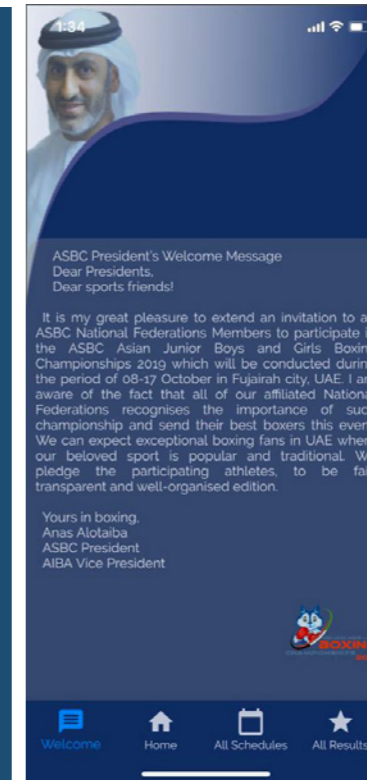 1:34
ASBC President's Welcome Message
Dear Presidents,
Dear sports friends!
It is my great pleasure to extend an invitation to a
ASBC National Federations Members to participate i
the ASBC Asian Junior Boys and Girls Boxin
Championships 2019 which will be conducted durin
the period of 08-17 October in Fujairah city, UAE. I an
aware of the fact that all of our affiliated Nationa
Federations recognises the importance of suc
championship and send their best boxers this even
We can expect exceptional boxing fans in UAE wher
our beloved sport is popular and traditional. W
pledge the participating athletes, to be fai
transparent and well-organised edition.
Yours in boxing,
Anas Alotaiba
ASBC President
AIBA Vice President
BOXIN
Welcome Home All Schedules All Results